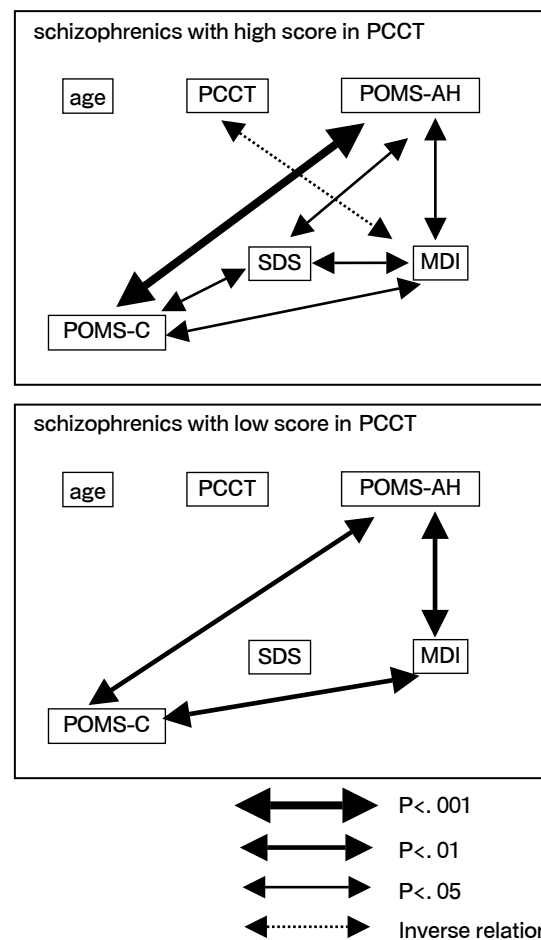 schizophrenics with high score in PCCT
age PCCT POMS-AH
SDS MDI
POMS-C
schizophrenics with low score in PCCT
age PCCT POMS-AH
SDS MDI
POMS-C
P<. 001
P<. 01
P<. 05
Inverse relation